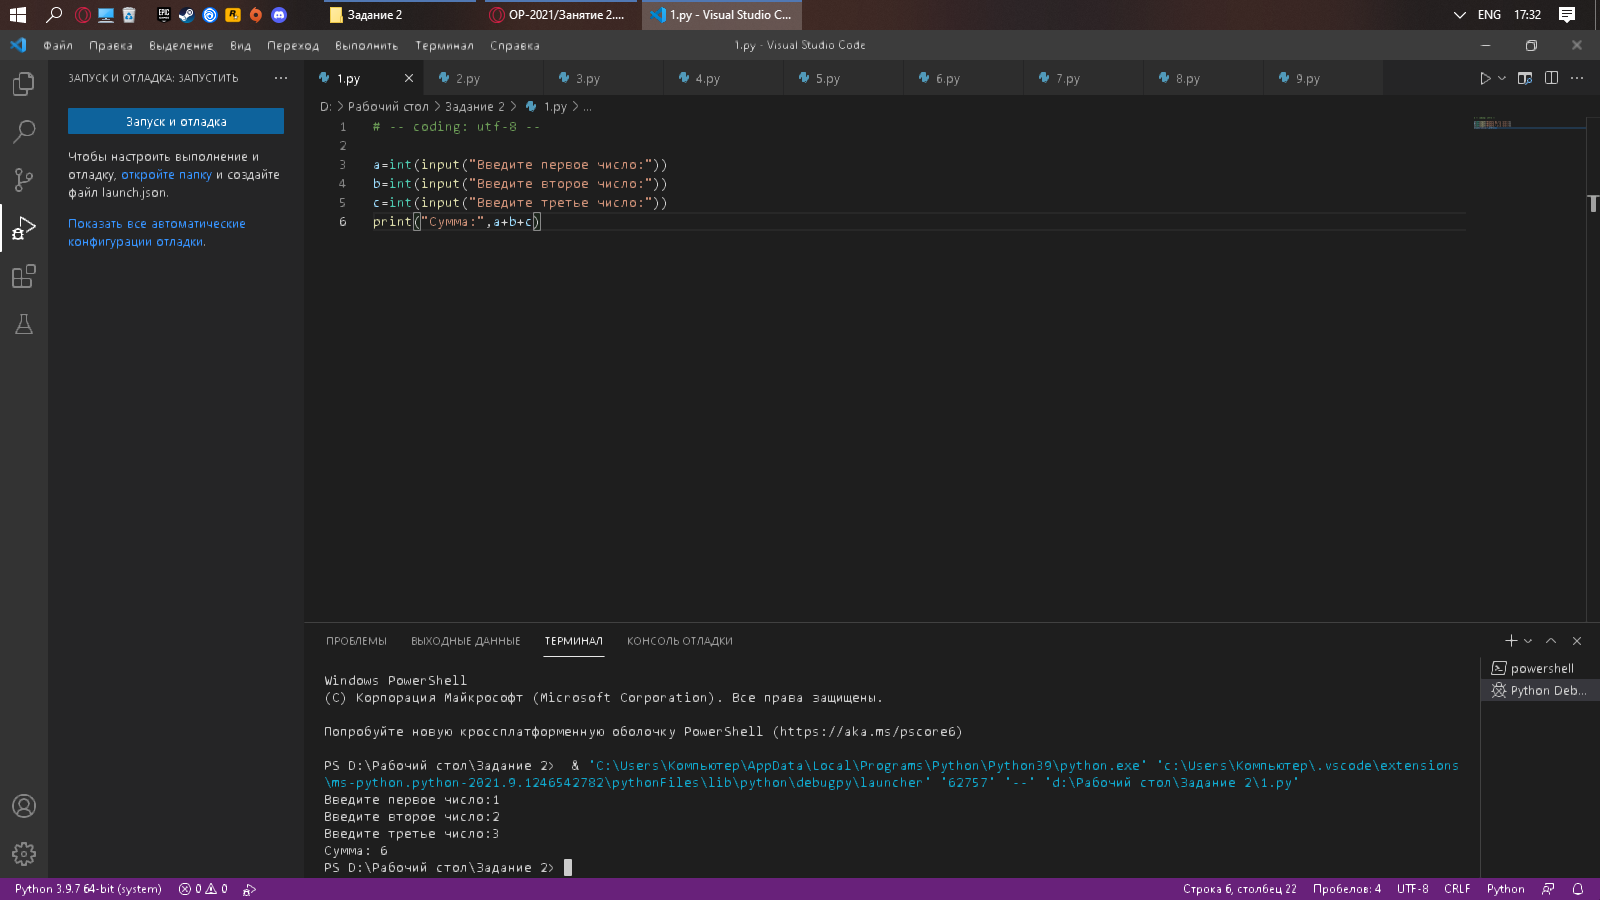 Задание 2
OP-2021/Занятие 2....
1.py - Visual Studio C...
ENG
17:32
Файл Правка Выделение Вид Переход Выполнить Терминал Справка
1.py - Visual Studio Code
ЗАПУСК И ОТЛАДКА: ЗАПУСТИТЬ ...
1.py
2.py
3.py
4.py
5.py
6.py
7.py
8.py
9.py
D: > Рабочий стол > Задание 2 > 1.py > ...
Запуск и отладка
Чтобы настроить выполнение и
отладку, откройте папку и создайте
файл launch.json.
Показать все автоматические
конфигурации отладки.
1 # -- coding: utf-8 --
2
3 a=int(input("Введите первое число:"))
4 b=int(input("Введите второе число:"))
5 c=int(input("Введите третье число:"))
6 print("Сумма:",a+b+c)
ПРОБЛЕМЫ ВЫХОДНЫЕ ДАННЫЕ ТЕРМИНАЛ КОНСОЛЬ ОТЛАДКИ
powershell
Python Deb...
Windows PowerShell
(C) Корпорация Майкрософт (Microsoft Corporation). Все права защищены.
Попробуйте новую кроссплатформенную оболочку PowerShell (https://aka.ms/pscore6)
PS D:\Рабочий стол\Задание 2>  & 'C:\Users\Компьютер\AppData\Local\Programs\Python\Python39\python.exe' 'c:\Users\Компьютер\.vscode\extensions
\ms-python.python-2021.9.1246542782\pythonFiles\lib\python\debugpy\launcher' '62757' '--' 'd:\Рабочий стол\Задание 2\1.py'
Введите первое число:1
Введите второе число:2
Введите третье число:3
Сумма: 6
PS D:\Рабочий стол\Задание 2>
Python 3.9.7 64-bit (system) 0 0
Строка 6, столбец 22 Пробелов: 4 UTF-8 CRLF Python